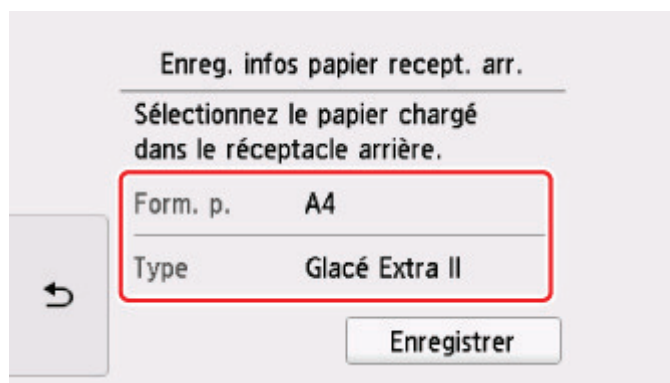 Enreg. infos papier recept. arr.
Sélectionnez le papier chargé
dans le réceptacle arrière.
Form. p. A4
Type Glacé Extra II
Enregistrer